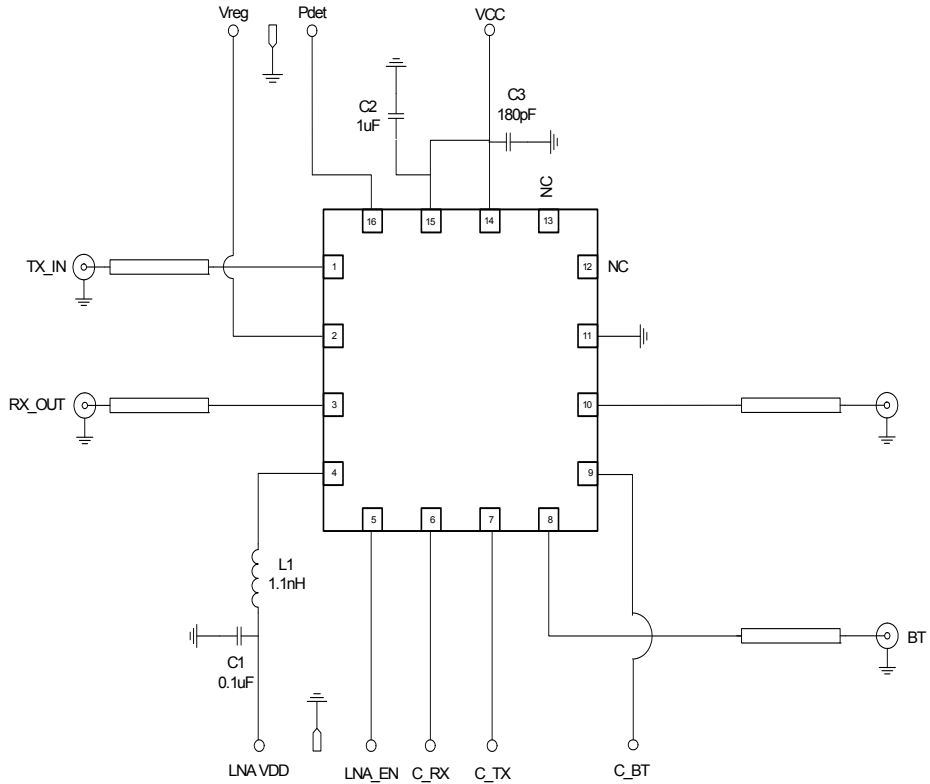 Vreg
Pdet
VCC
C2
1uF
C3
180pF
NC
16
15
14
13
TX_IN
1
12
NC
2
11
RX_OUT
3
10
4
9
5
6
7
8
L1
1.1nH
C1
0.1uF
BT
LNA VDD
LNA_EN
C_RX
C_TX
C_BT